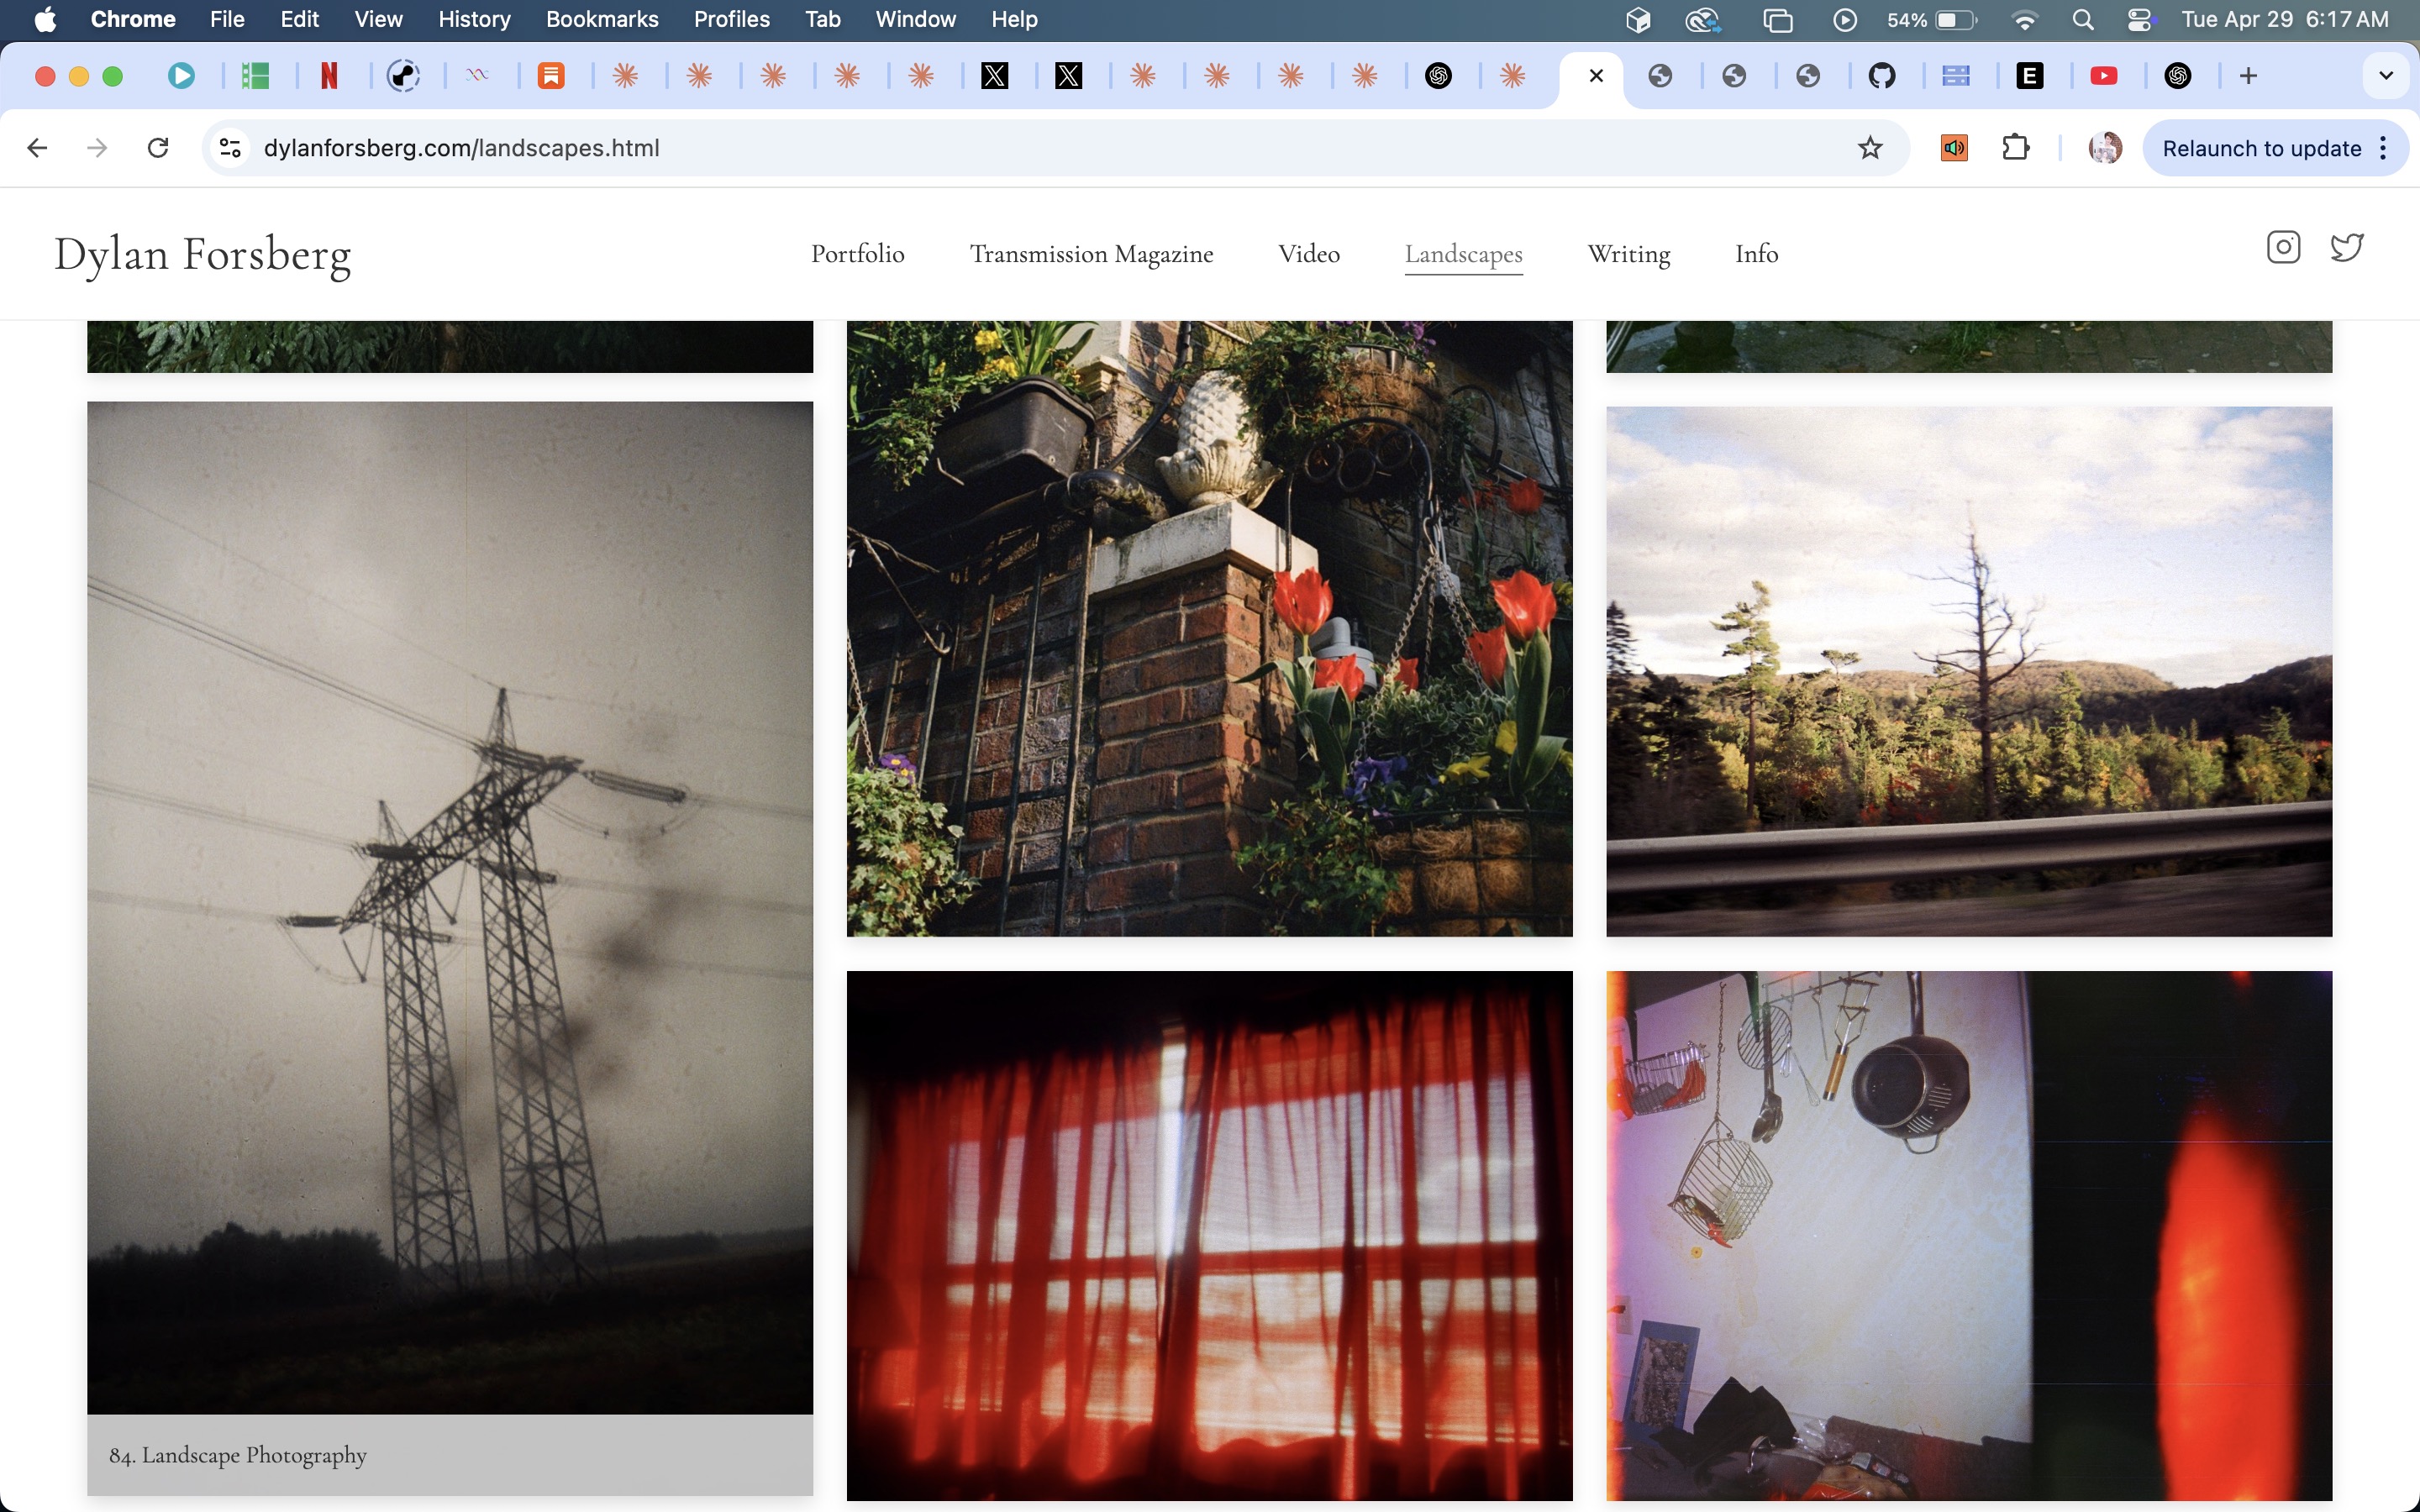 Chrome File Edit View History Bookmarks Profiles Tab Window Help 54% Tue Apr 29 6:17 AM
dylanforsberg.com/landscapes.html Relaunch to update
Dylan Forsberg Portfolio Transmission Magazine Video Landscapes Writing Info
84. Landscape Photography